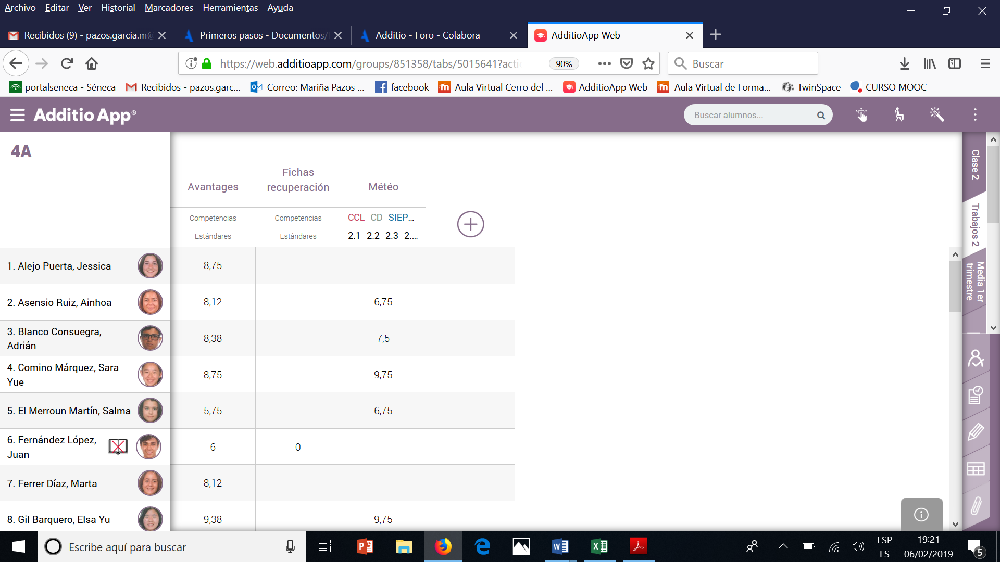 Archivo Editar Ver Historial Marcadores Herramientas Ayuda
Recibidos (9) - pazos.garcia.m@ Primeros pasos - Documentos/ Additio - Foro - Colabora AdditioApp Web
https://web.additioapp.com/groups/851358/tabs/5015641?acti 90% Buscar
portalseneca - Séneca Recibidos - pazos.garc... Correo: Mariña Pazos ... facebook Aula Virtual Cerro del ... AdditioApp Web Aula Virtual de Forma... TwinSpace CURSO MOOC
Additio App® Buscar alumnos...
4A
Fichas
Avantages recuperación Météo
Competencias Competencias CCL CD SIEP...
Estándares Estándares 2.1 2.2 2.3 2....
1. Alejo Puerta, Jessica 8,75
2. Asensio Ruiz, Ainhoa 8,12 6,75
3. Blanco Consuegra,
Adrián 8,38 7,5
4. Comino Márquez, Sara
Yue 8,75 9,75
5. El Merroun Martín, Salma 5,75 6,75
6. Fernández López,
Juan 6 0
7. Ferrer Díaz, Marta 8,12
8. Gil Barquero, Elsa Yu 9,38 9,75
Clase 2
Trabajos 2
Media 1er
trimestre
Escribe aquí para buscar
ESP
ES
19:21
06/02/2019
5